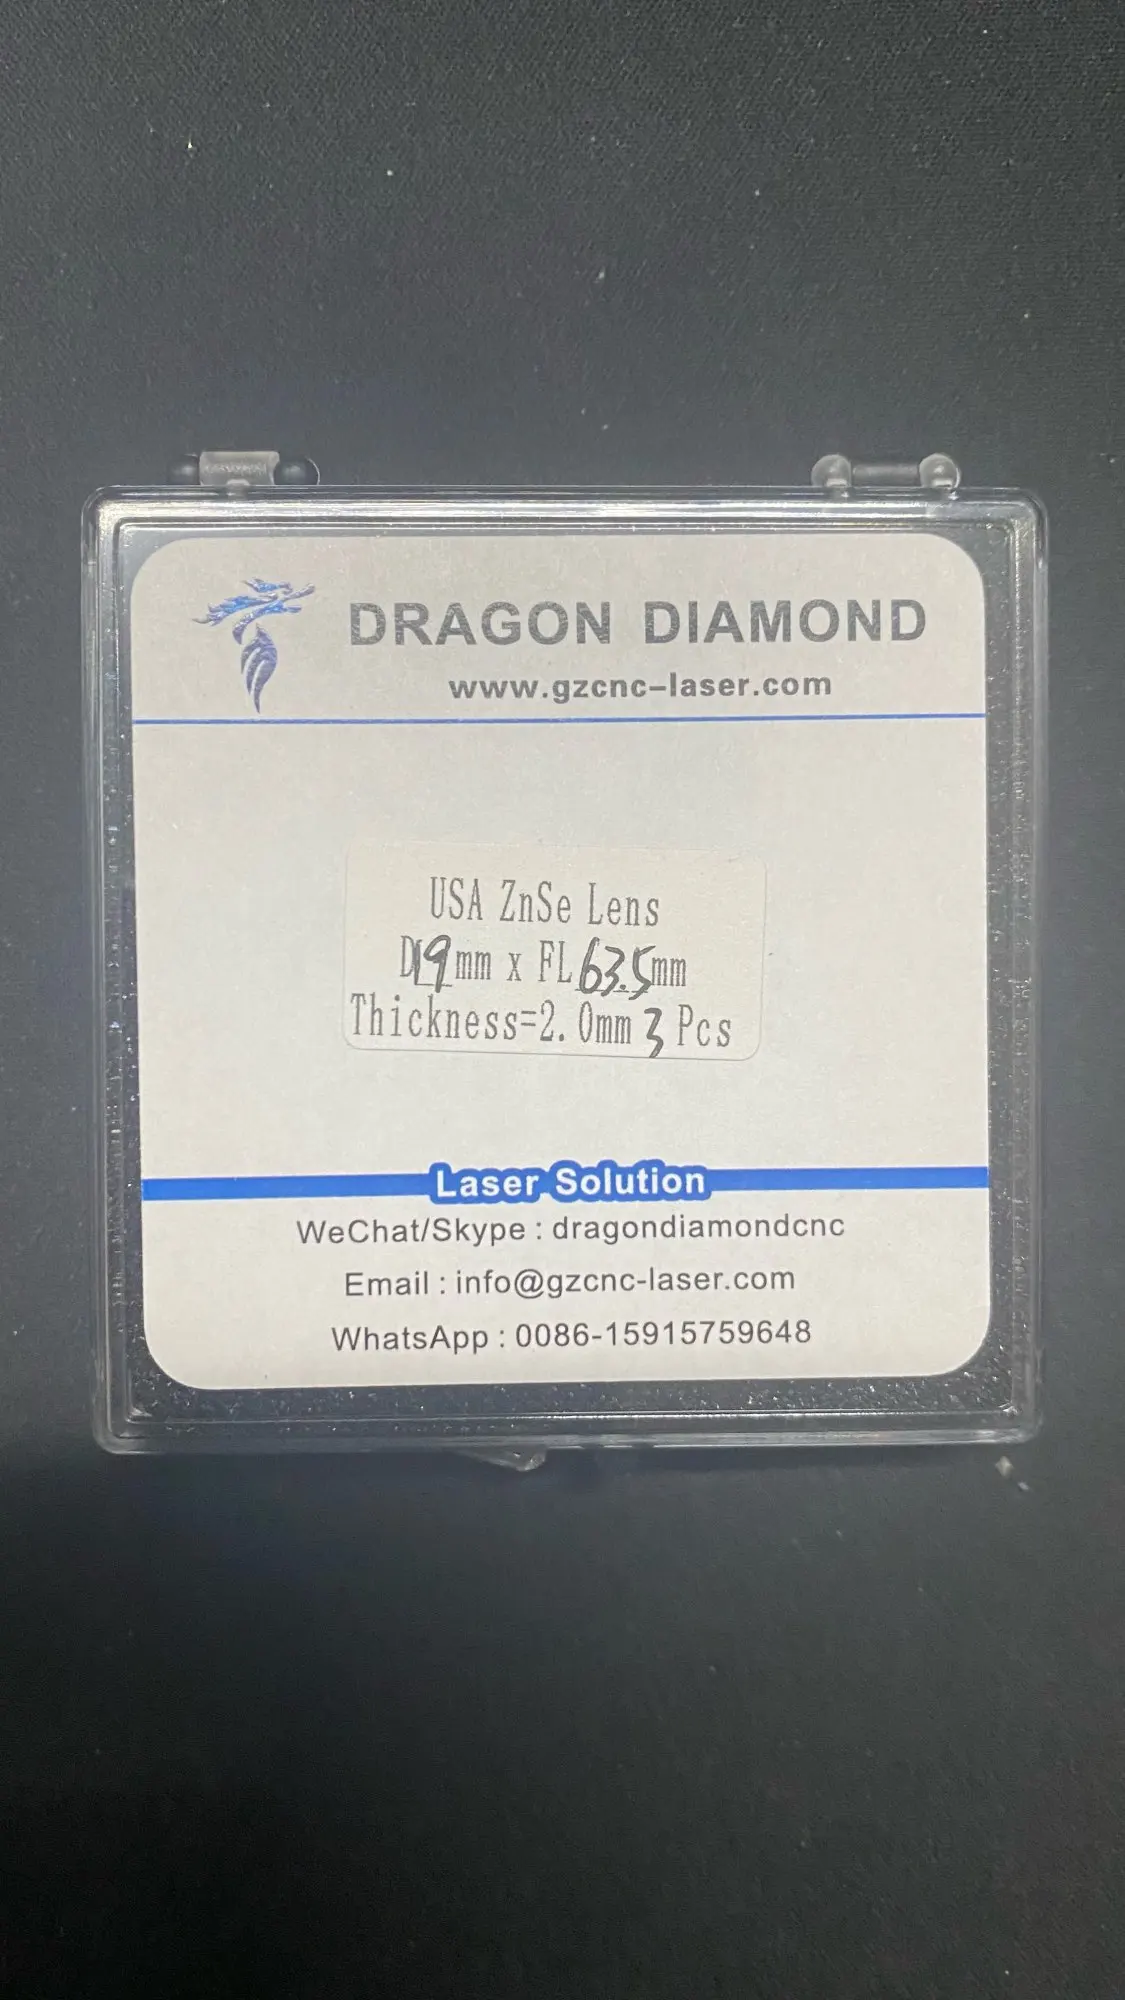 DRAGON DIAMOND
www.gzcnc-laser.com
USA ZnSe Lens
D19mm x FL63.5mm
Thickness=2.0mm 3 Pcs
Laser Solution
WeChat/Skype : dragondiamondcnc
Email : info@gzcnc-laser.com
WhatsApp : 0086-15915759648